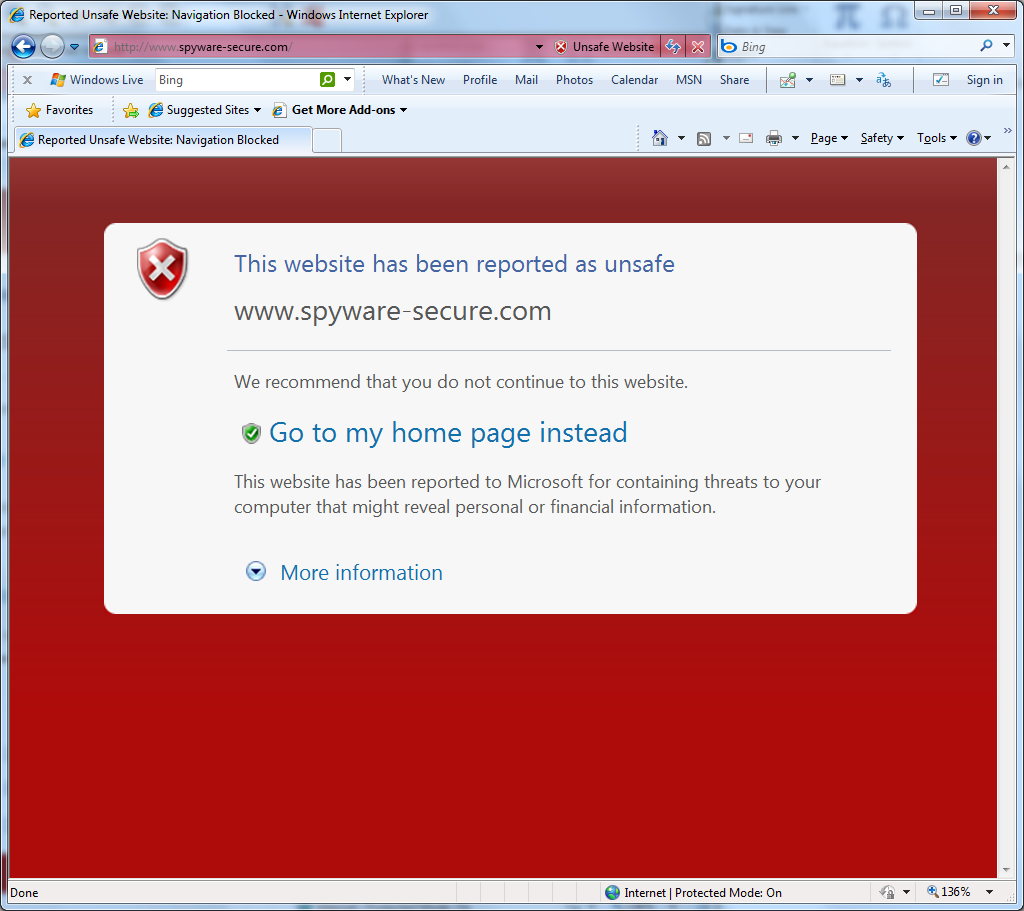 Reported Unsafe Website: Navigation Blocked - Windows Internet Explorer
http://www.spyware-secure.com/
Unsafe Website
Bing
Windows Live
Bing
What's New
Profile
Mail
Photos
Calendar
MSN
Share
Sign in
Favorites
Suggested Sites
Get More Add-ons
Reported Unsafe Website: Navigation Blocked
Page
Safety
Tools
This website has been reported as unsafe
www.spyware-secure.com
We recommend that you do not continue to this website.
Go to my home page instead
This website has been reported to Microsoft for containing threats to your
computer that might reveal personal or financial information.
More information
Done
Internet | Protected Mode: On
136%